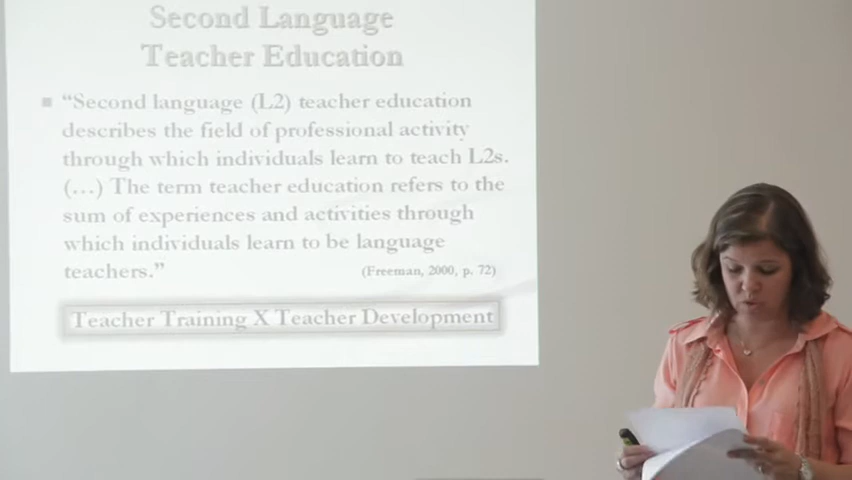 Second Language
Teacher Education
“Second language (L2) teacher education
describes the field of professional activity
through which individuals learn to teach L2s.
(…) The term teacher education refers to the
sum of experiences and activities through
which individuals learn to be language
teachers.” (Freeman, 2000, p. 72)
Teacher Training X Teacher Development